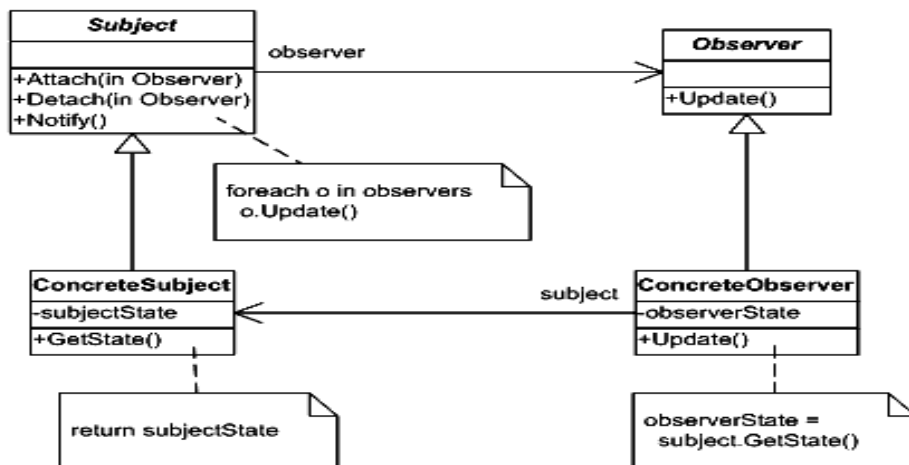 Subject
+Attach(in Observer)
+Detach(in Observer)
+Notify()
observer
Observer
+Update()
foreach o in observers
o.Update()
ConcreteSubject
-subjectState
+GetState()
subject
ConcreteObserver
-observerState
+Update()
return subjectState
observerState =
subject.GetState()